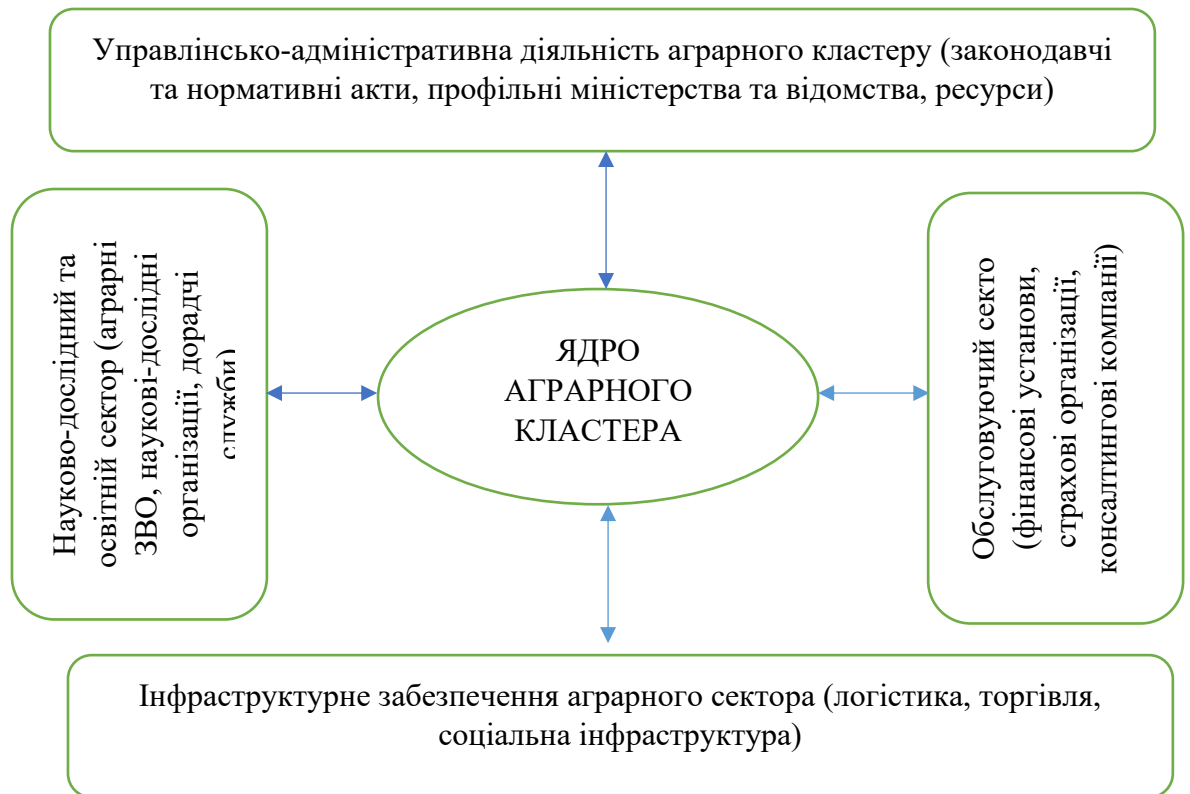 Управлінсько-адміністративна діяльність аграрного кластеру (законодавчі
та нормативні акти, профільні міністерства та відомства, ресурси)
Науково-дослідний та
освітній сектор (аграрні
ЗВО, наукові-дослідні
організації, дорадчі
служби)
ЯДРО
АГРАРНОГО
КЛАСТЕРА
Обслуговуючий секто
(фінансові установи,
страхові організації,
консалтингові компанії)
Інфраструктурне забезпечення аграрного сектора (логістика, торгівля,
соціальна інфраструктура)